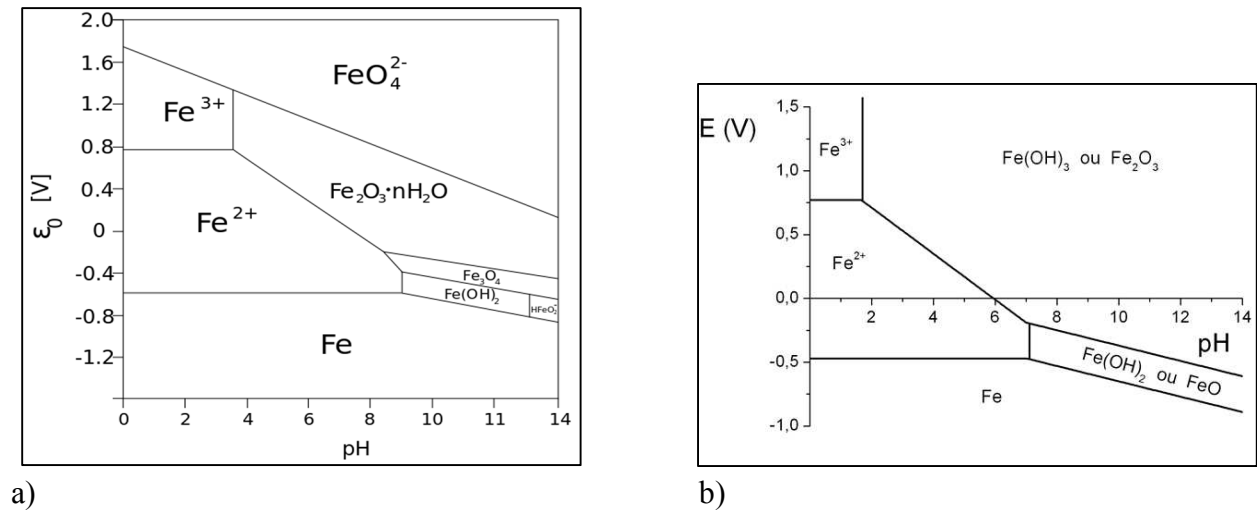 2.0
1.6
1.2
0.8
0.4
0
-0.4
-0.8
-1.2
ε₀ [V]
FeO₄²⁻
Fe³⁺
Fe₂O₃·nH₂O
Fe²⁺
Fe₃O₄
Fe(OH)₂
HFeO₂⁻
Fe
0 2 4 6 8 10 11 14
pH
a)
E (V)
1,5
1,0
0,5
0,0
-0,5
-1,0
Fe³⁺
Fe(OH)₃ ou Fe₂O₃
Fe²⁺
2 4 6 8 10 12 14
pH
Fe(OH)₂ ou FeO
Fe
b)